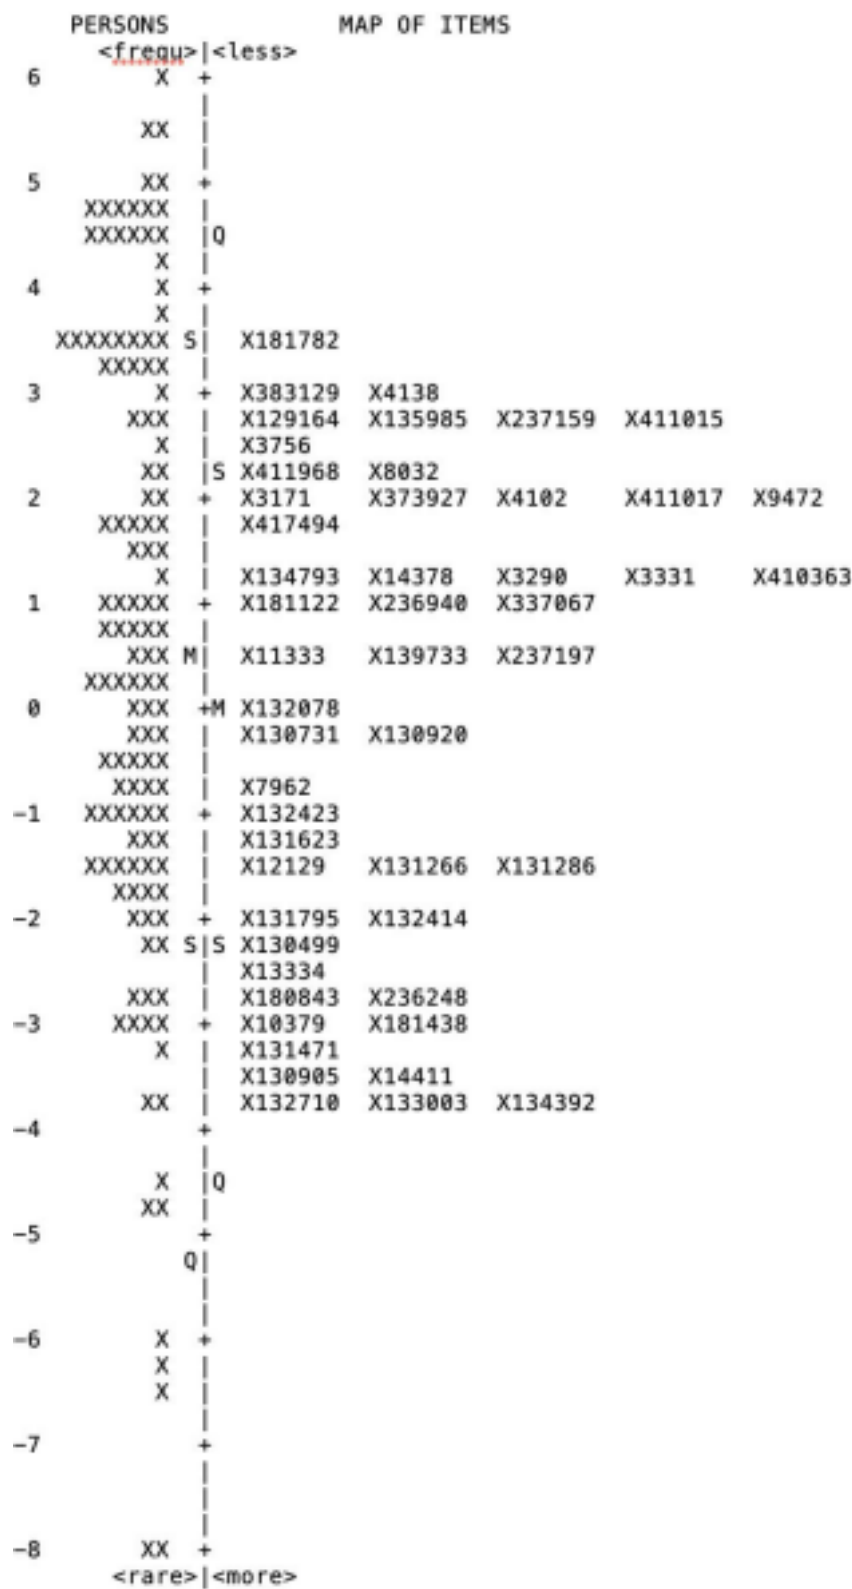 PERSONS MAP OF ITEMS
<frequ>|<less>
6 X +
|
XX |
|
5 XX +
XXXXXX |
XXXXXX |Q
X |
4 X +
X |
XXXXXXXX S| X181782
XXXXX |
3 X + X383129 X4138
XXX | X129164 X135985 X237159 X411015
X | X3756
XX |S X411968 X8032
2 XX + X3171 X373927 X4102 X411017 X9472
XXXXX | X417494
XXX |
X | X134793 X14378 X3290 X3331 X410363
1 XXXXX + X181122 X236940 X337067
XXXXX |
XXX M| X11333 X139733 X237197
XXXXXX |
0 XXX +M X132078
XXX | X130731 X130920
XXXXX |
XXXX | X7962
-1 XXXXXX + X132423
XXX | X131623
XXXXXX | X12129 X131266 X131286
XXXX |
-2 XXX + X131795 X132414
XX S|S X130499
| X13334
XXX | X180843 X236248
-3 XXXX + X10379 X181438
X | X131471
| X130905 X14411
XX | X132710 X133003 X134392
-4 +
|
X |Q
XX |
-5 +
Q|
|
|
-6 X +
X |
X |
|
-7 +
|
|
|
-8 XX +
<rare>|<more>